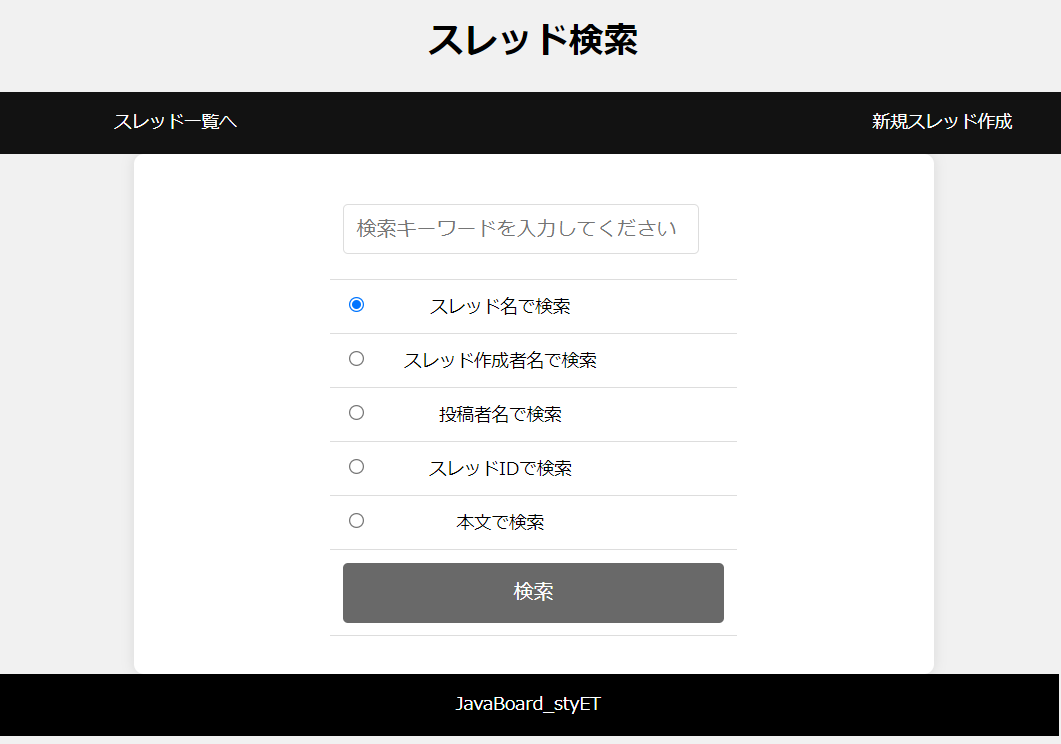 スレッド検索
スレッド一覧へ
新規スレッド作成
検索キーワードを入力してください
スレッド名で検索
スレッド作成者名で検索
投稿者名で検索
スレッドIDで検索
本文で検索
検索
JavaBoard_styET